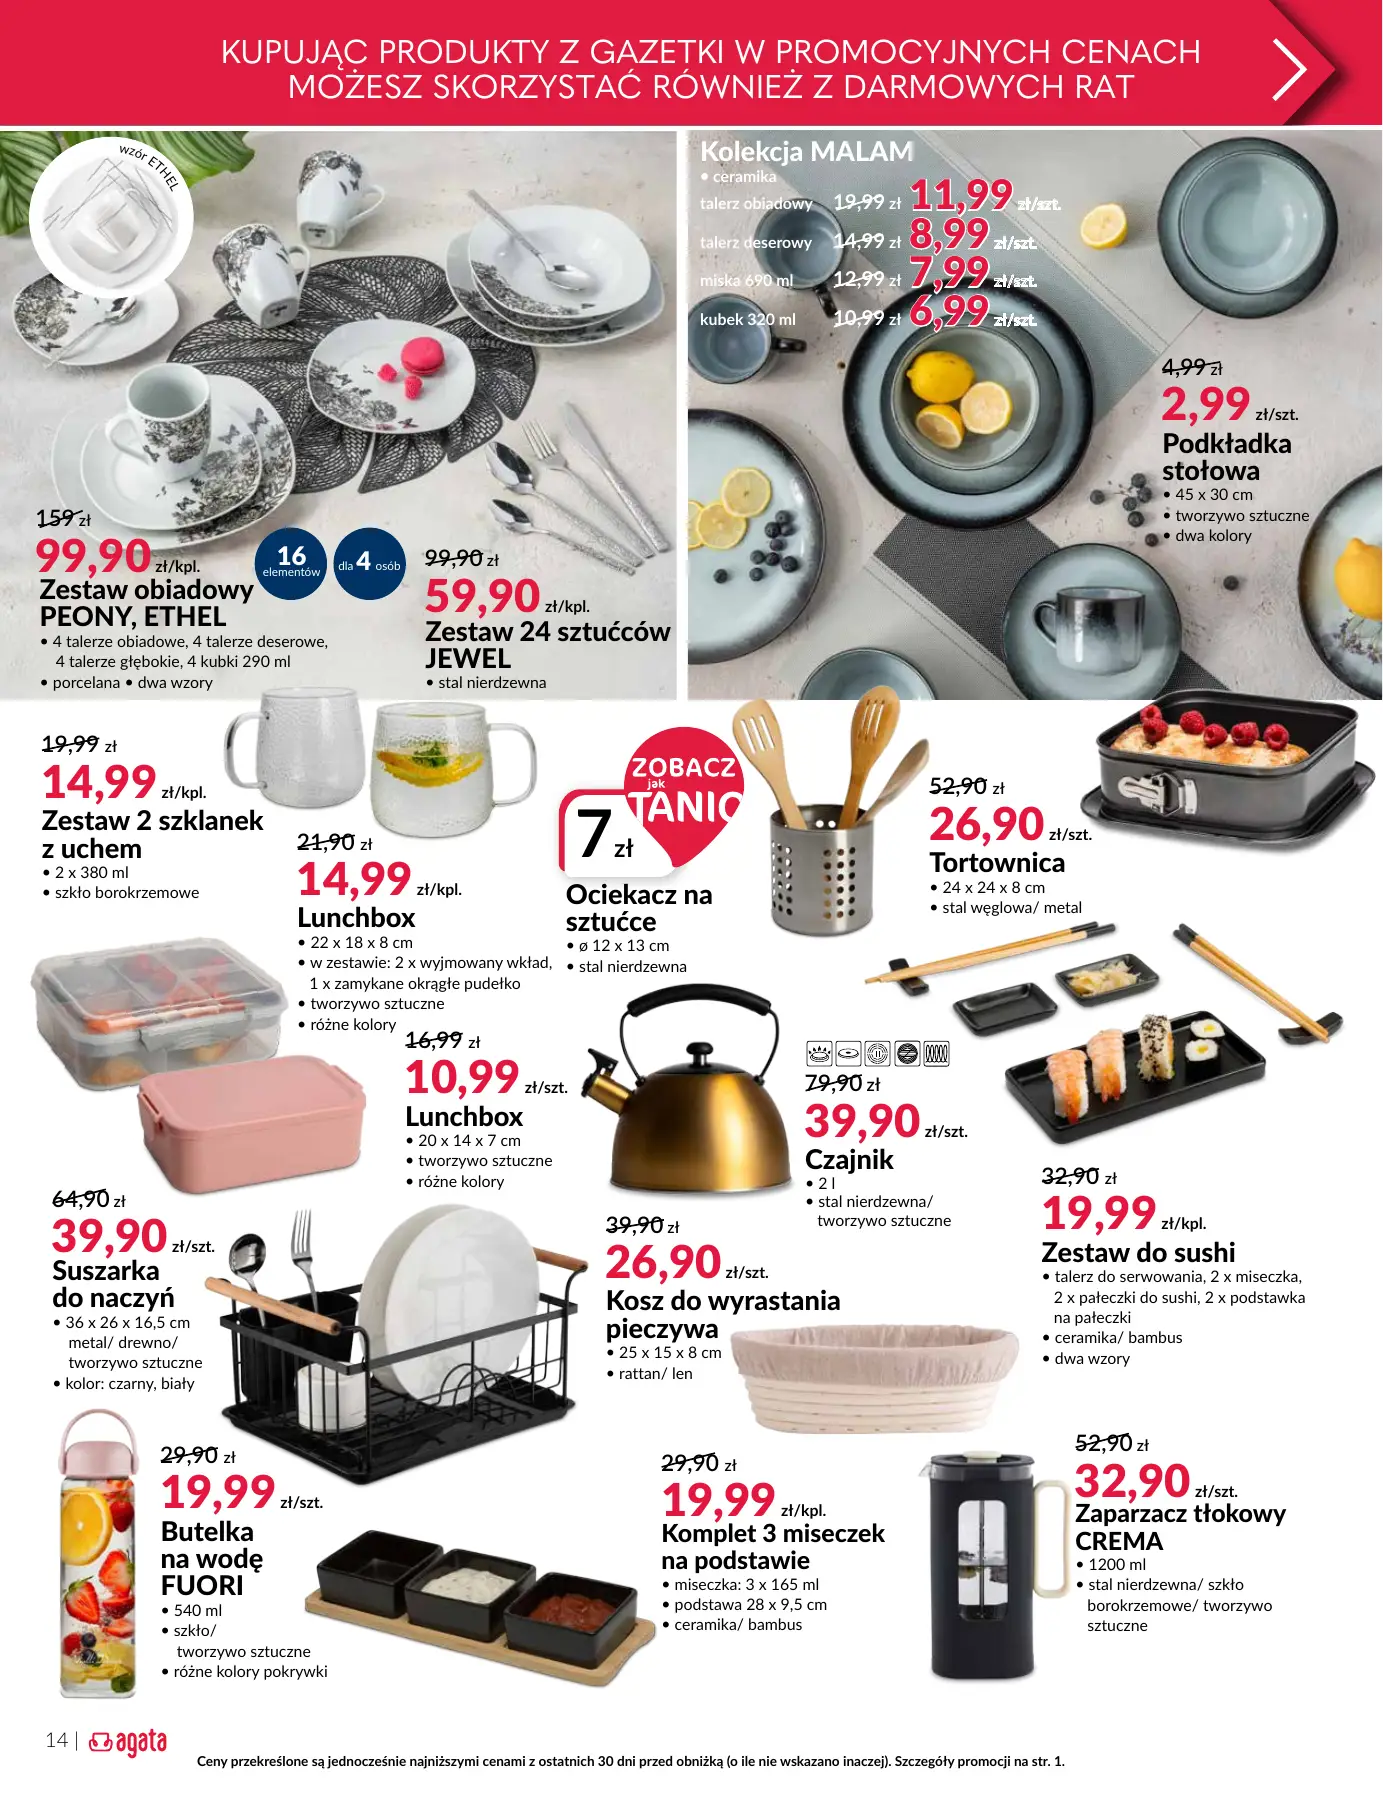 KUPUJĄC PRODUKTY Z GAZETKI W PROMOCYJNYCH CENACH
MOŻESZ SKORZYSTAĆ RÓWNIEŻ Z DARMOWYCH RAT
wzór ETHEL
159 zł
99,90 zł/kpl.
Zestaw obiadowy
PEONY, ETHEL
• 4 talerze obiadowe, 4 talerze deserowe,
4 talerze głębokie, 4 kubki 290 ml
• porcelana • dwa wzory
16
elementów
dla 4 osób
99,90 zł
59,90 zł/kpl.
Zestaw 24 sztućców
JEWEL
• stal nierdzewna
Kolekcja MALAM
• ceramika
talerz obiadowy 19,99 zł 11,99 zł/szt.
talerz deserowy 14,99 zł 8,99 zł/szt.
miska 690 ml 12,99 zł 7,99 zł/szt.
kubek 320 ml 10,99 zł 6,99 zł/szt.
4,99 zł
2,99 zł/szt.
Podkładka
stołowa
• 45 x 30 cm
• tworzywo sztuczne
• dwa kolory
19,99 zł
14,99 zł/kpl.
Zestaw 2 szklanek
z uchem
• 2 x 380 ml
• szkło borokrzemowe
21,90 zł
14,99 zł/kpl.
Lunchbox
• 22 x 18 x 8 cm
• w zestawie: 2 x wyjmowany wkład,
1 x zamykane okrągłe pudełko
• tworzywo sztuczne
• różne kolory
ZOBACZ
jak
TANIO
7 zł
Ociekacz na
sztućce
• ø 12 x 13 cm
• stal nierdzewna
52,90 zł
26,90 zł/szt.
Tortownica
• 24 x 24 x 8 cm
• stal węglowa/ metal
16,99 zł
10,99 zł/szt.
Lunchbox
• 20 x 14 x 7 cm
• tworzywo sztuczne
• różne kolory
79,90 zł
39,90 zł/szt.
Czajnik
• 2 l
• stal nierdzewna/
tworzywo sztuczne
32,90 zł
19,99 zł/kpl.
Zestaw do sushi
• talerz do serwowania, 2 x miseczka,
2 x pałeczki do sushi, 2 x podstawka
na pałeczki
• ceramika/ bambus
• dwa wzory
64,90 zł
39,90 zł/szt.
Suszarka
do naczyń
• 36 x 26 x 16,5 cm
metal/ drewno/
tworzywo sztuczne
• kolor: czarny, biały
39,90 zł
26,90 zł/szt.
Kosz do wyrastania
pieczywa
• 25 x 15 x 8 cm
• rattan/ len
29,90 zł
19,99 zł/szt.
Butelka
na wodę
FUORI
• 540 ml
• szkło/
tworzywo sztuczne
• różne kolory pokrywki
29,90 zł
19,99 zł/kpl.
Komplet 3 miseczek
na podstawie
• miseczka: 3 x 165 ml
• podstawa 28 x 9,5 cm
• ceramika/ bambus
52,90 zł
32,90 zł/szt.
Zaparzacz tłokowy
CREMA
• 1200 ml
• stal nierdzewna/ szkło
borokrzemowe/ tworzywo
sztuczne
14 | agata
Ceny przekreślone są jednocześnie najniższymi cenami z ostatnich 30 dni przed obniżką (o ile nie wskazano inaczej). Szczegóły promocji na str. 1.